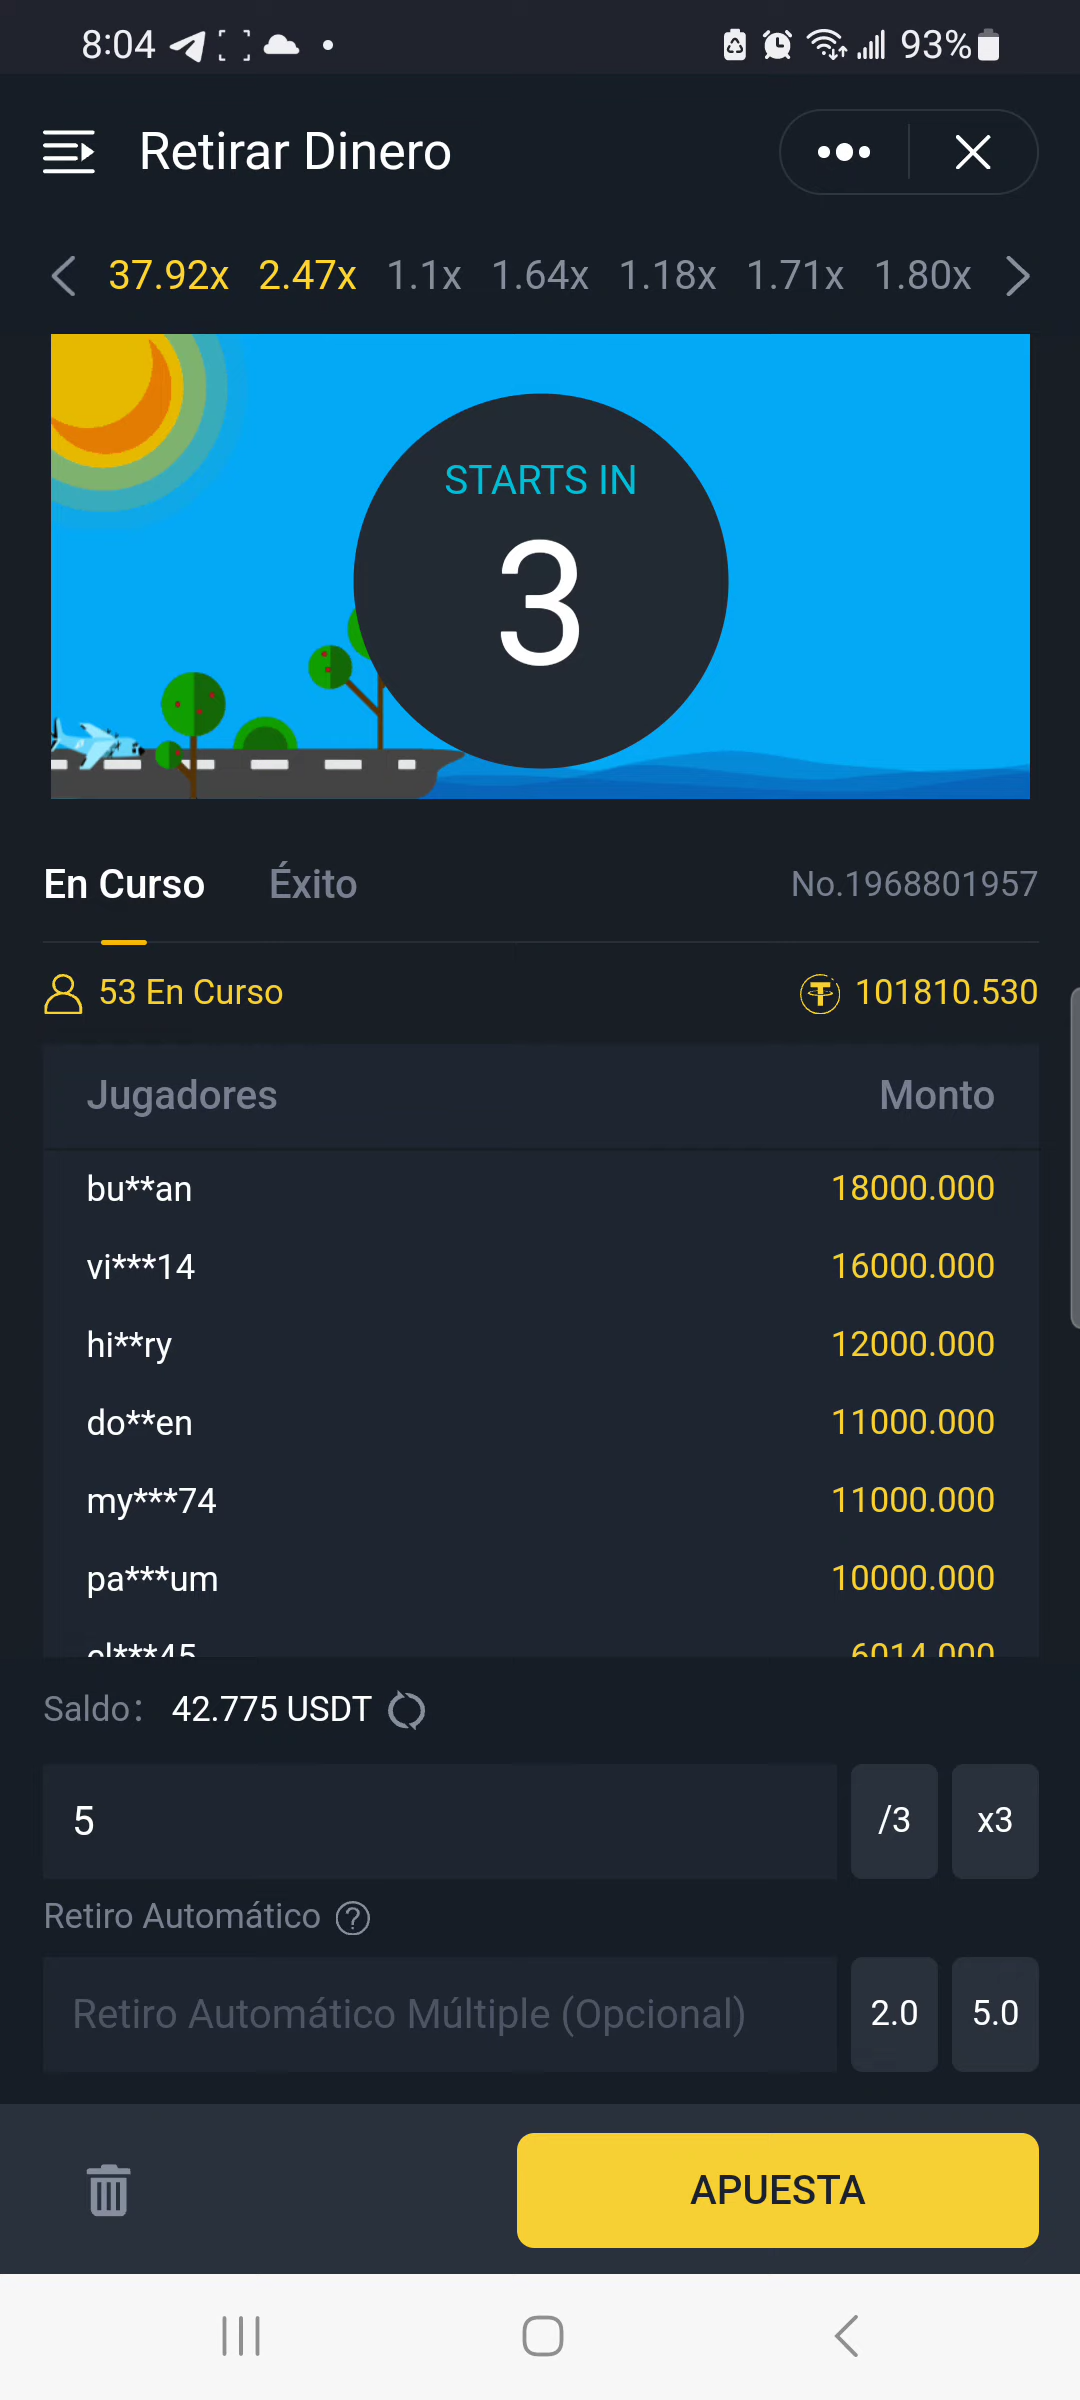 8:04 93%
Retirar Dinero
37.92x 2.47x 1.1x 1.64x 1.18x 1.71x 1.80x
STARTS IN
3
En Curso Éxito No.1968801957
53 En Curso 101810.530
Jugadores Monto
bu**an 18000.000
vi***14 16000.000
hi**ry 12000.000
do**en 11000.000
my***74 11000.000
pa***um 10000.000
cl***45 6014.000
Saldo: 42.775 USDT
5 /3 x3
Retiro Automático ?
Retiro Automático Múltiple (Opcional) 2.0 5.0
APUESTA